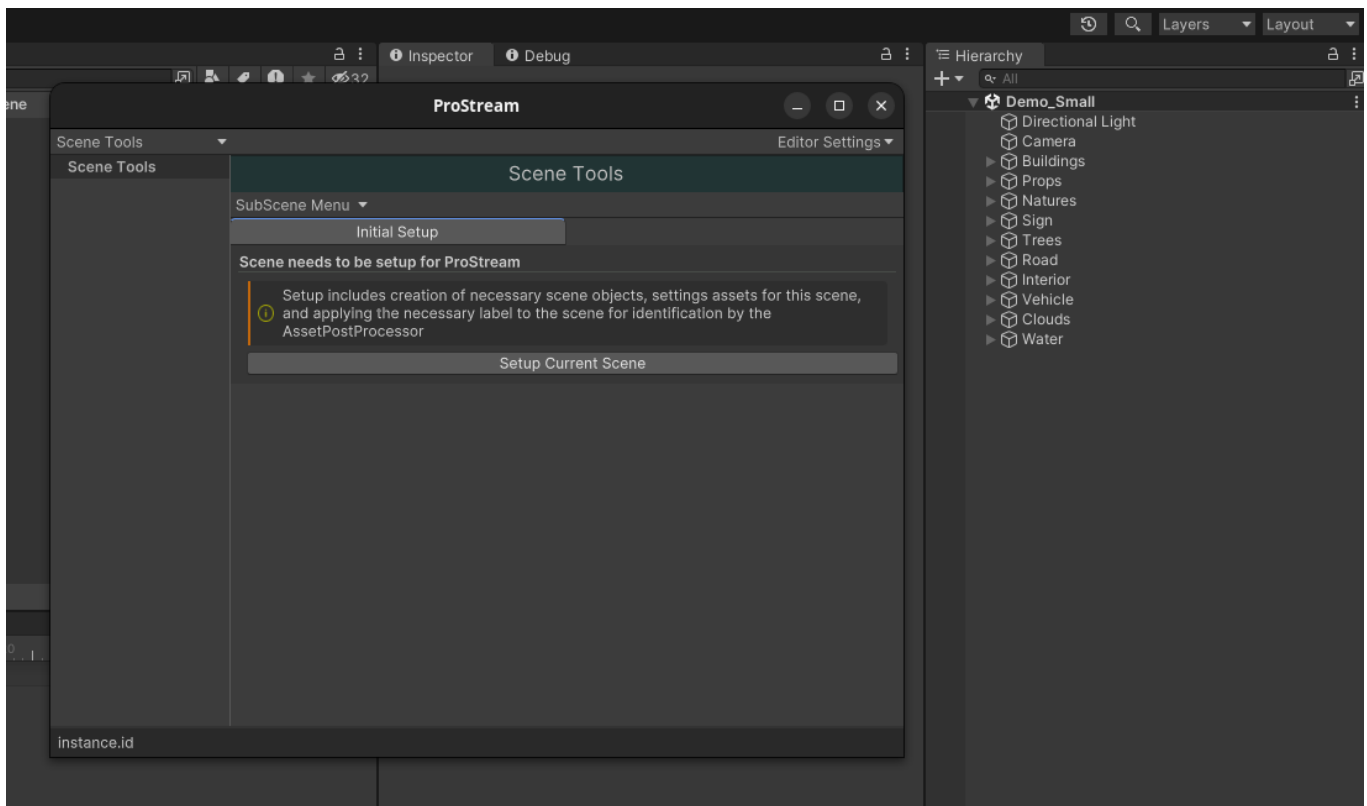 Layers
Layout
Inspector
Debug
Hierarchy
32
All
ene
ProStream
Demo_Small
Directional Light
Scene Tools
Editor Settings
Camera
Scene Tools
Scene Tools
Buildings
Props
SubScene Menu
Natures
Initial Setup
Sign
Trees
Scene needs to be setup for ProStream
Road
Setup includes creation of necessary scene objects, settings assets for this scene,
and applying the necessary label to the scene for identification by the
AssetPostProcessor
Interior
Vehicle
Clouds
Water
Setup Current Scene
0
instance.id